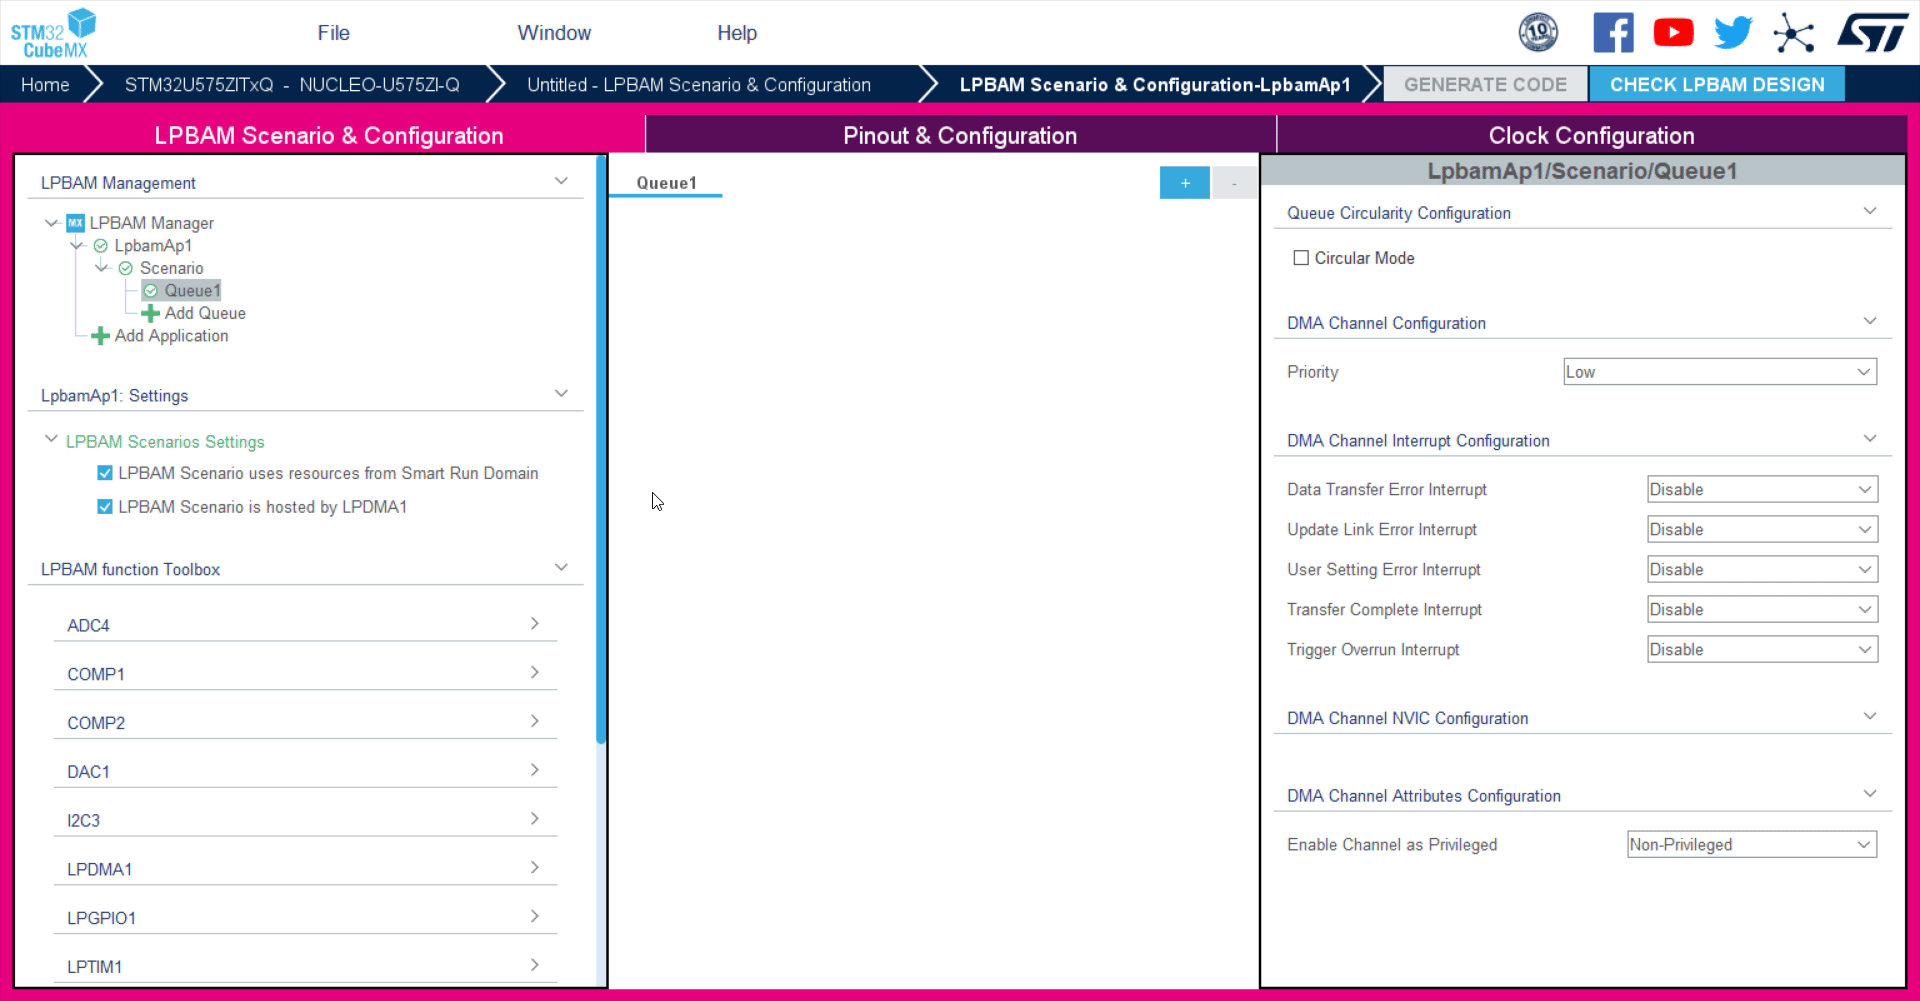 STM32
CubeMX
File
Window
Help
10
Home
STM32U575ZITxQ - NUCLEO-U575ZI-Q
Untitled - LPBAM Scenario & Configuration
LPBAM Scenario & Configuration-LpbamAp1
GENERATE CODE
CHECK LPBAM DESIGN
LPBAM Scenario & Configuration
Pinout & Configuration
Clock Configuration
LPBAM Management
MX LPBAM Manager
LpbamAp1
Scenario
Queue1
Add Queue
Add Application
LpbamAp1: Settings
LPBAM Scenarios Settings
LPBAM Scenario uses resources from Smart Run Domain
LPBAM Scenario is hosted by LPDMA1
LPBAM function Toolbox
ADC4
COMP1
COMP2
DAC1
I2C3
LPDMA1
LPGPIO1
LPTIM1
Queue1
+
-
LpbamAp1/Scenario/Queue1
Queue Circularity Configuration
Circular Mode
DMA Channel Configuration
Priority
Low
DMA Channel Interrupt Configuration
Data Transfer Error Interrupt
Disable
Update Link Error Interrupt
Disable
User Setting Error Interrupt
Disable
Transfer Complete Interrupt
Disable
Trigger Overrun Interrupt
Disable
DMA Channel NVIC Configuration
DMA Channel Attributes Configuration
Enable Channel as Privileged
Non-Privileged